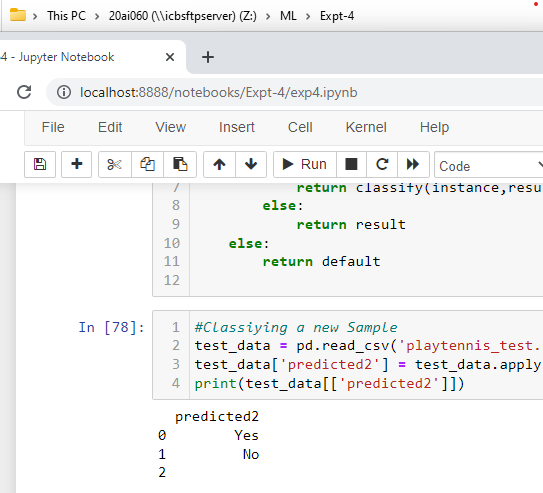 This PC > 20ai060 (\\icbsftpserver) (Z:) > ML > Expt-4
4 - Jupyter Notebook
localhost:8888/notebooks/Expt-4/exp4.ipynb
File Edit View Insert Cell Kernel Help
Run Code
7 return classify(instance,resu
8 else:
9 return result
10 else:
11 return default
12
In [78]:
1 #Classiying a new Sample
2 test_data = pd.read_csv('playtennis_test.
3 test_data['predicted2'] = test_data.apply
4 print(test_data[['predicted2']])
predicted2
0 Yes
1 No
2